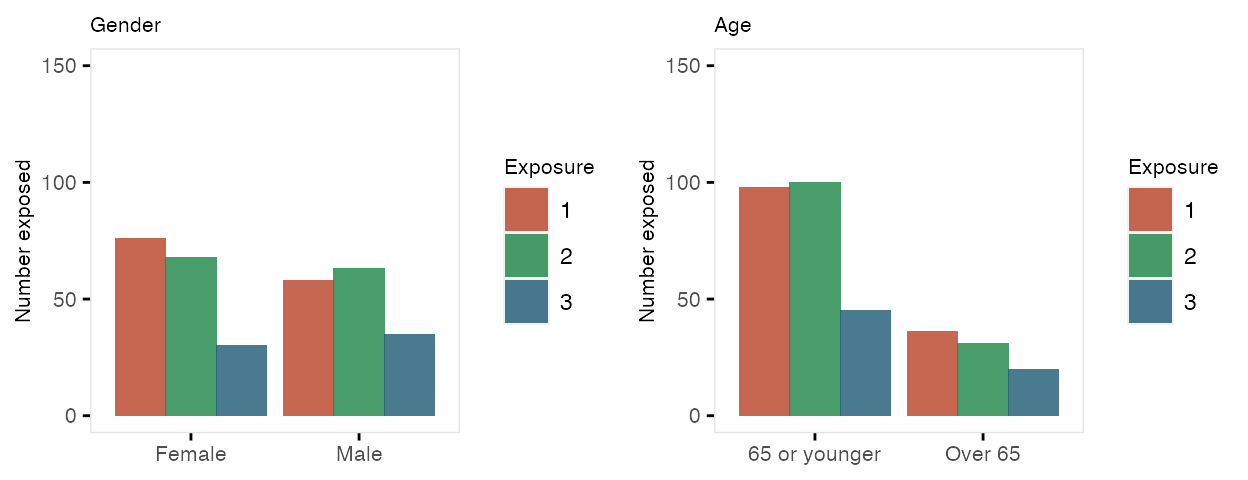 Gender
150
100
50
0
Number exposed
Female Male
Exposure
1
2
3
Age
150
100
50
0
Number exposed
65 or younger Over 65
Exposure
1
2
3